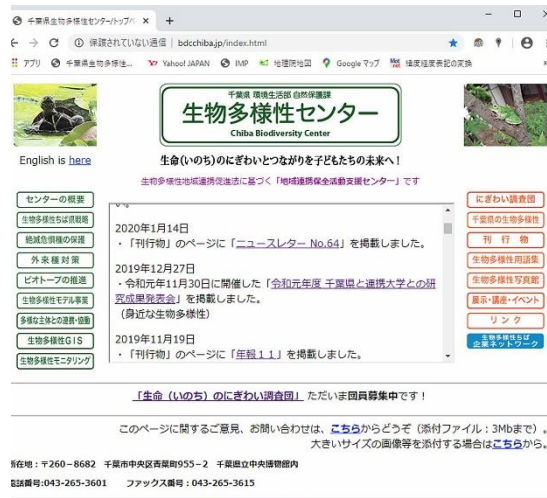 千葉県生物多様性センター/トップペ
保護されていない通信 | bdcchiba.jp/index.html
アプリ 千葉県生物多様性... Yahoo! JAPAN IMP 地理院地図 Google マップ 緯度経度表記の変換
千葉県 環境生活部 自然保護課
生物多様性センター
Chiba Biodiversity Center
English is here
生命(いのち)のにぎわいとつながりを子どもたちの未来へ!
生物多様性地域連携促進法に基づく「地域連携保全活動支援センター」です
センターの概要
生物多様性ちば県戦略
絶滅危惧種の保護
外来種対策
ビオトープの推進
生物多様性モデル事業
多様な主体との連携・協働
生物多様性GIS
生物多様性モニタリング
2020年1月14日
・「刊行物」のページに「ニュースレター No.64」を掲載しました。
2019年12月27日
・令和元年11月30日に開催した「令和元年度 千葉県と連携大学との研
究成果発表会」を掲載しました。
(身近な生物多様性)
2019年11月19日
・「刊行物」のページに「年報11」を掲載しました。
にぎわい調査団
千葉県の生物多様性
刊行物
生物多様性用語集
生物多様性写真館
展示・講座・イベント
リンク
生物多様性ちば
企業ネットワーク
「生命(いのち)のにぎわい調査団」ただいま団員募集中です!
このページに関するご意見、お問い合わせは、こちらからどうぞ(添付ファイル:3Mbまで)。
大きいサイズの画像等を添付する場合はこちらから。
所在地:〒260-8682 千葉市中央区青葉町955-2 千葉県立中央博物館内
電話番号:043-265-3601 ファックス番号:043-265-3615